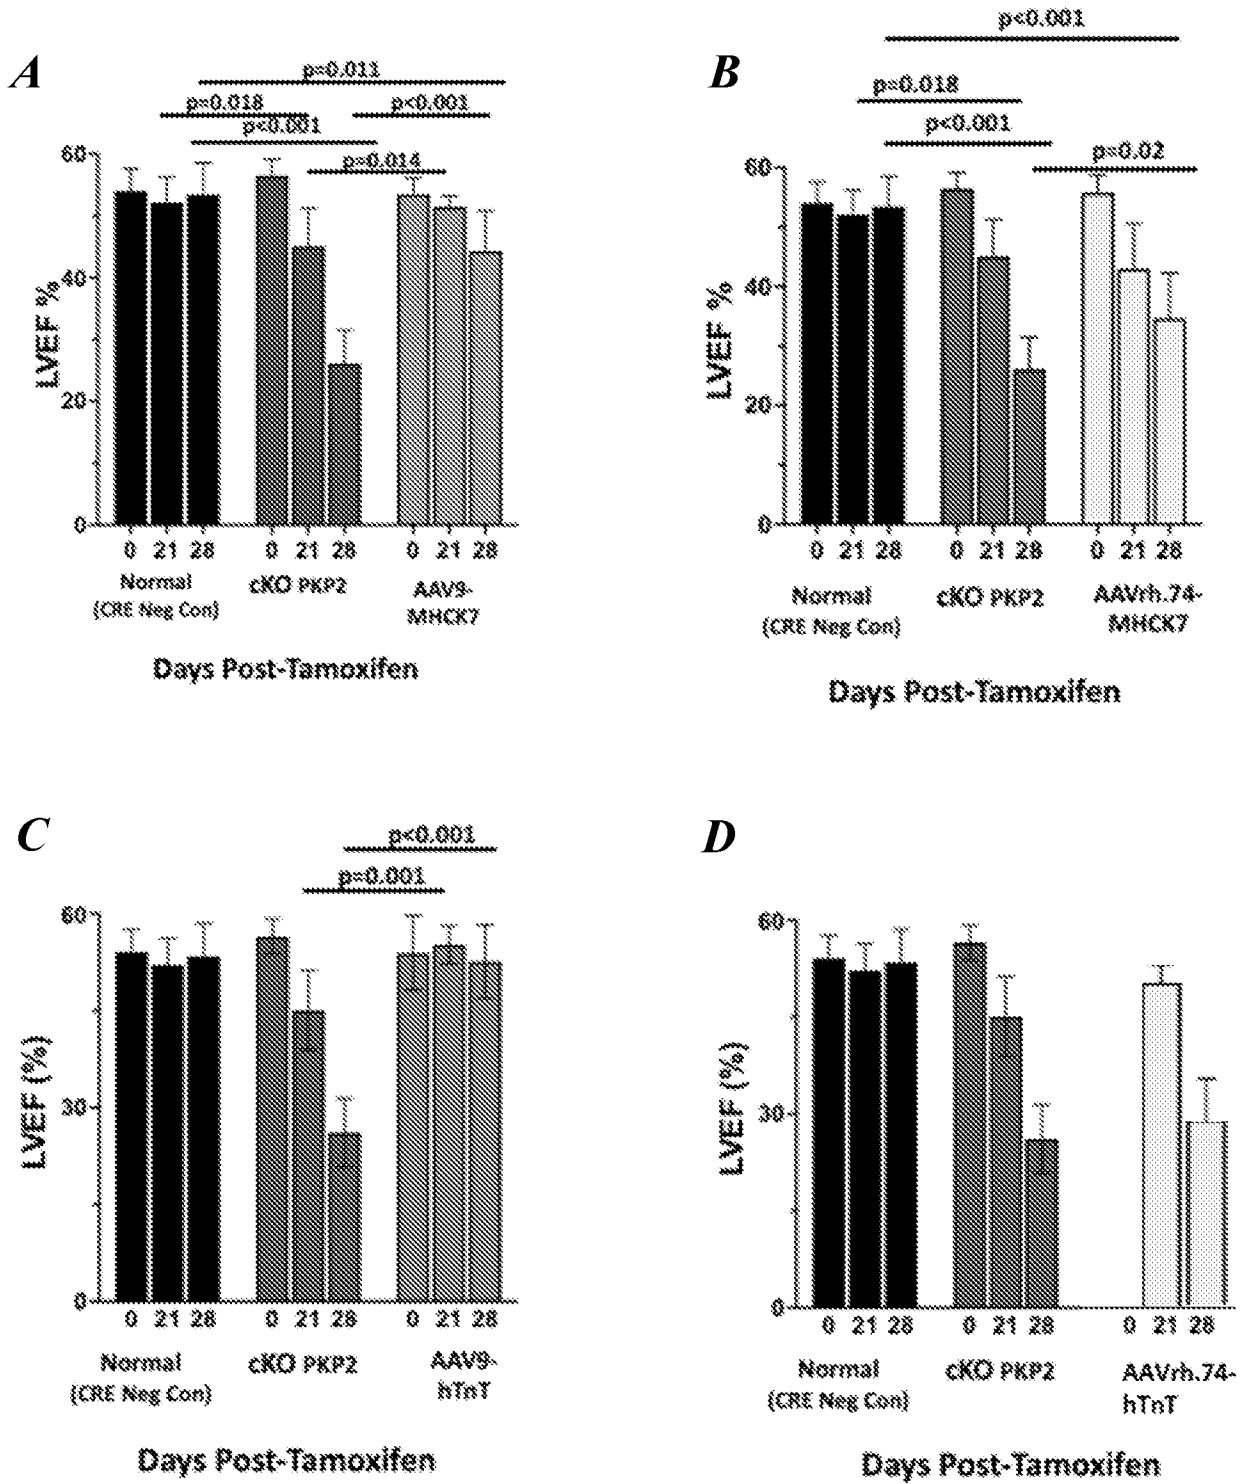 A
p=0.011
p=0.018
p<0.001
p<0.001
p=0.014
60
40
20
0
LVEF %
0 21 28 0 21 28 0 21 28
Normal
(CRE Neg Con)
cKO PKP2
AAV9-
MHCK7
Days Post-Tamoxifen
B
p<0.001
p=0.018
p<0.001
p=0.02
60
40
20
0
LVEF %
0 21 28 0 21 28 0 21 28
Normal
(CRE Neg Con)
cKO PKP2
AAVrh.74-
MHCK7
Days Post-Tamoxifen
C
p<0.001
p=0.001
60
30
0
LVEF (%)
0 21 28 0 21 28 0 21 28
Normal
(CRE Neg Con)
cKO PKP2
AAV9-
hTnT
Days Post-Tamoxifen
D
60
30
0
LVEF (%)
0 21 28 0 21 28 0 21 28
Normal
(CRE Neg Con)
cKO PKP2
AAVrh.74-
hTnT
Days Post-Tamoxifen